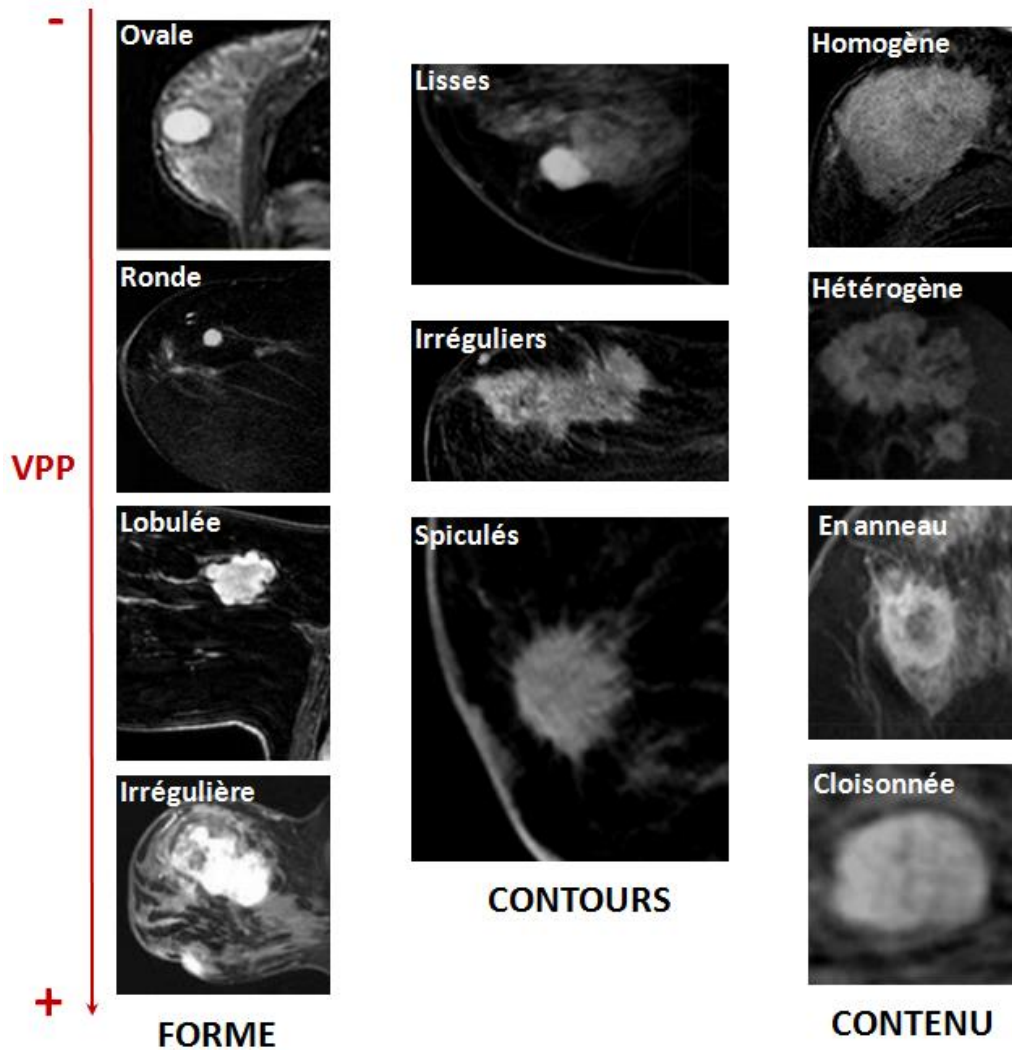 -
VPP
+
Ovale
Ronde
Lobulée
Irrégulière
FORME
Lisses
Irréguliers
Spiculés
CONTOURS
Homogène
Hétérogène
En anneau
Cloisonnée
CONTENU